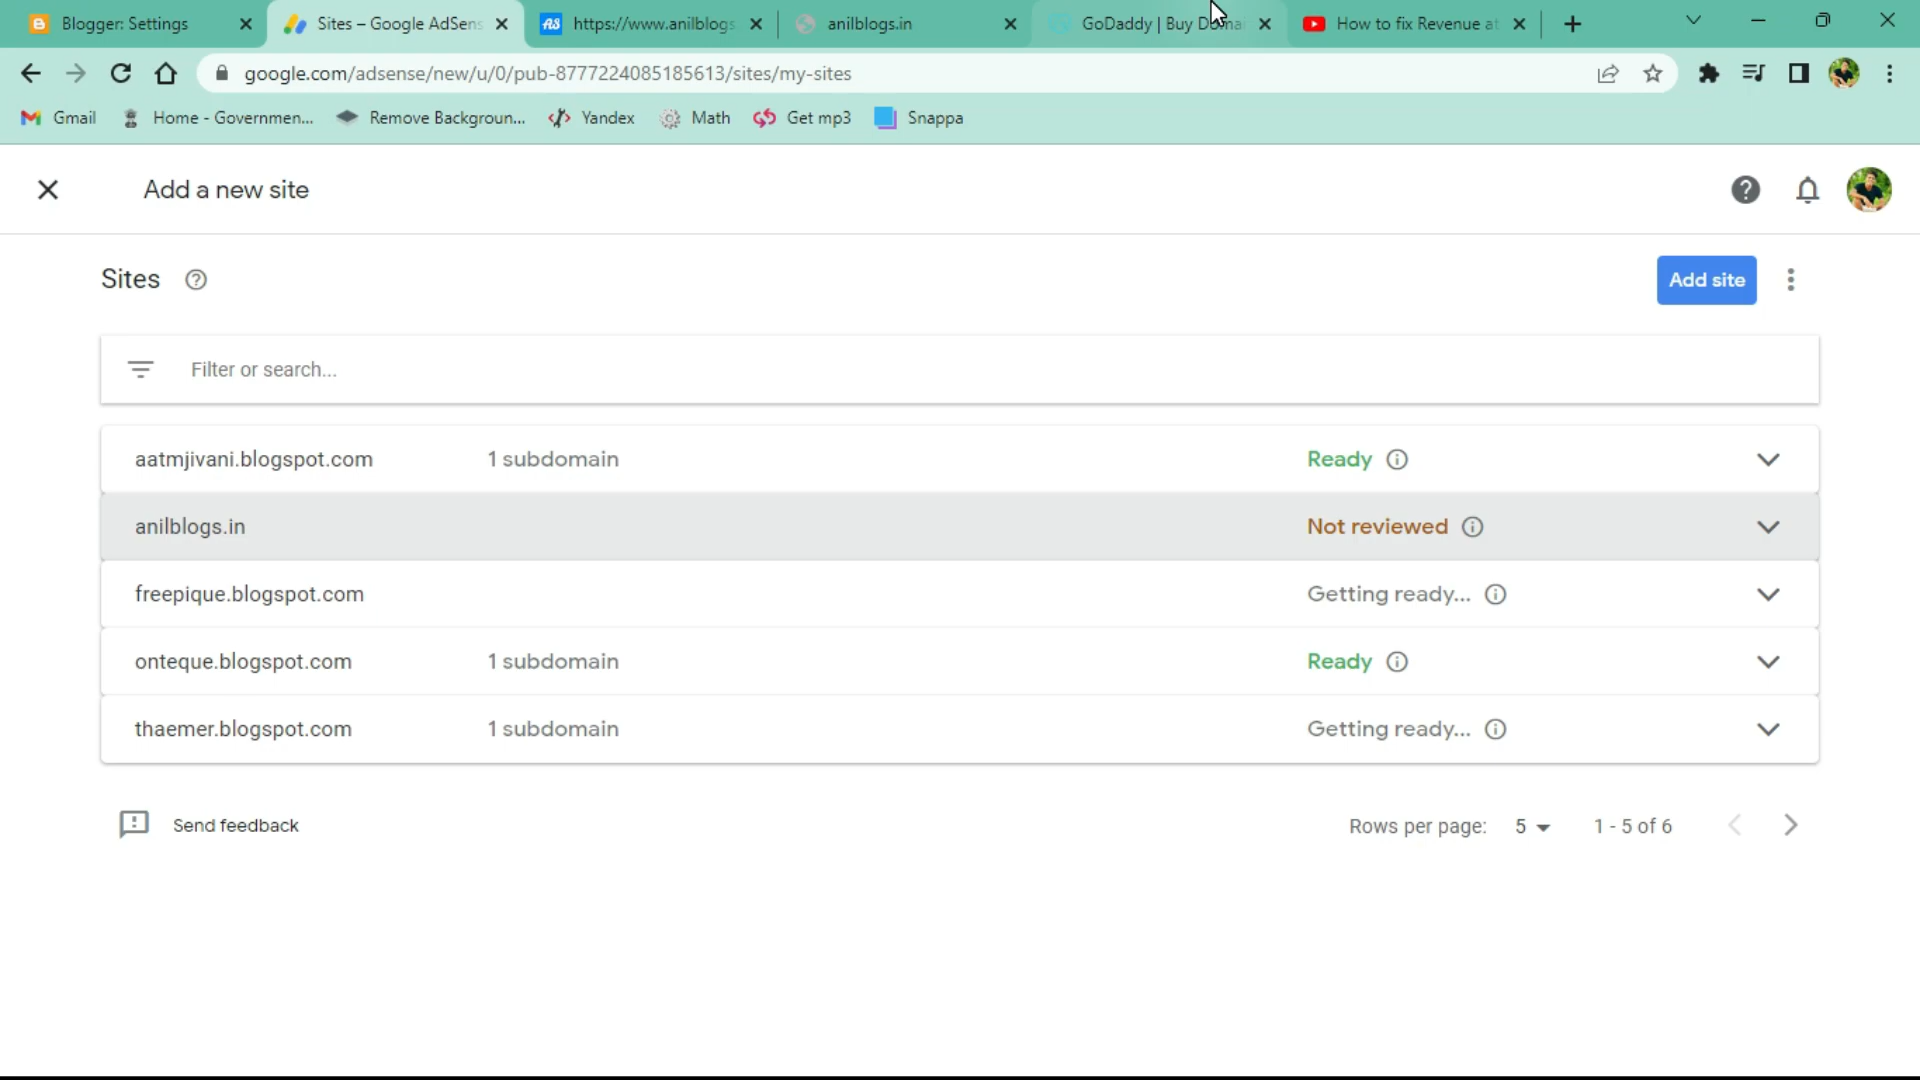 Blogger: Settings
Sites – Google AdSens
https://www.anilblogs.
anilblogs.in
GoDaddy | Buy Domai
How to fix Revenue at
google.com/adsense/new/u/0/pub-8777224085185613/sites/my-sites
Gmail
Home - Governmen...
Remove Backgroun...
Yandex
Math
Get mp3
Snappa
Add a new site
Sites
Add site
Filter or search...
aatmjivani.blogspot.com 1 subdomain Ready
anilblogs.in Not reviewed
freepique.blogspot.com Getting ready...
onteque.blogspot.com 1 subdomain Ready
thaemer.blogspot.com 1 subdomain Getting ready...
Send feedback
Rows per page: 5 1 - 5 of 6